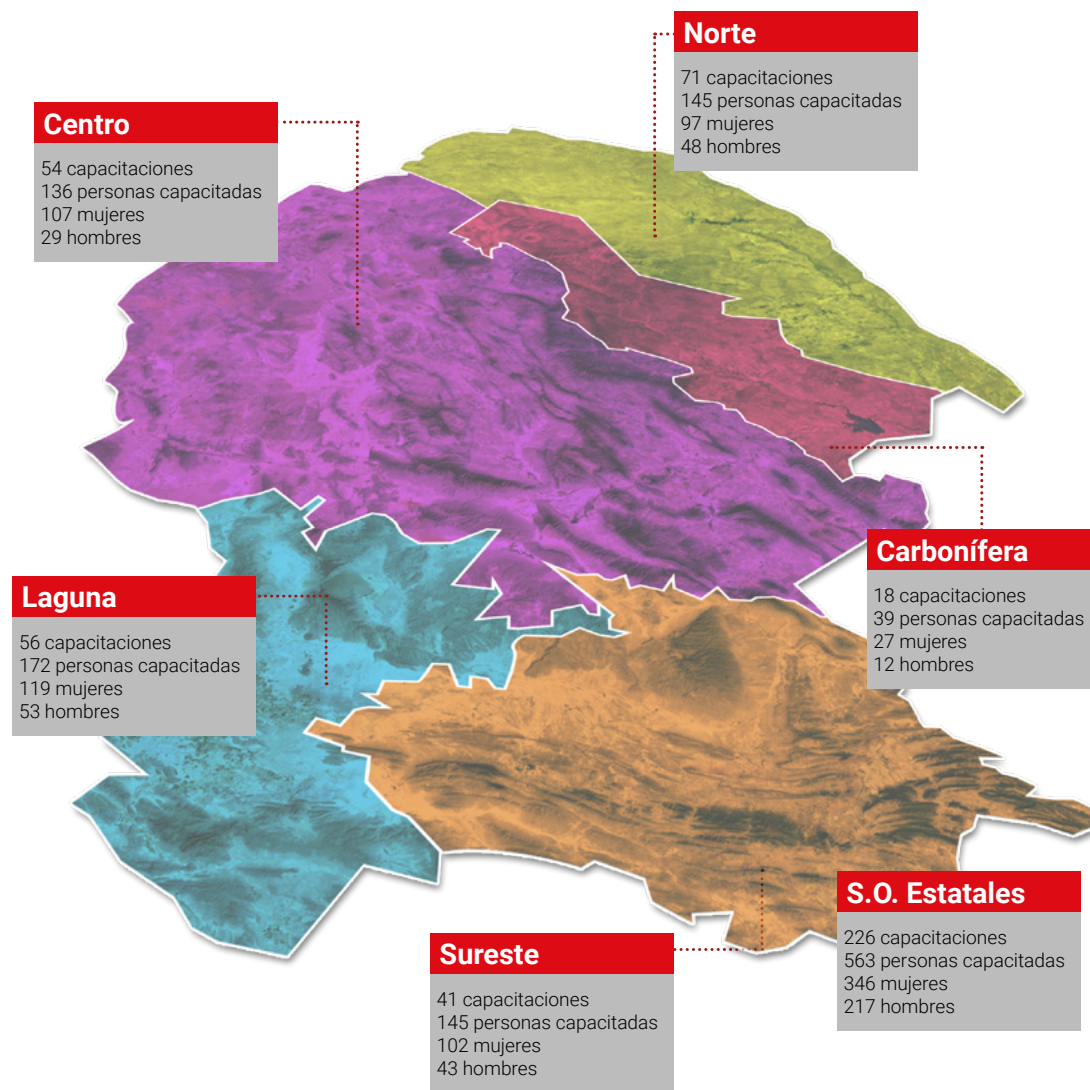 Norte
71 capacitaciones
145 personas capacitadas
97 mujeres
48 hombres
Centro
54 capacitaciones
136 personas capacitadas
107 mujeres
29 hombres
Carbonífera
18 capacitaciones
39 personas capacitadas
27 mujeres
12 hombres
Laguna
56 capacitaciones
172 personas capacitadas
119 mujeres
53 hombres
S.O. Estatales
226 capacitaciones
563 personas capacitadas
346 mujeres
217 hombres
Sureste
41 capacitaciones
145 personas capacitadas
102 mujeres
43 hombres